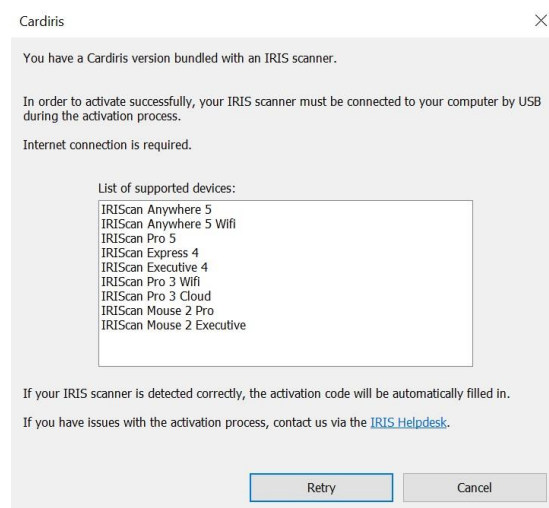 Cardiris
You have a Cardiris version bundled with an IRIS scanner.
In order to activate successfully, your IRIS scanner must be connected to your computer by USB
during the activation process.
Internet connection is required.
List of supported devices:
IRIScan Anywhere 5
IRIScan Anywhere 5 Wifi
IRIScan Pro 5
IRIScan Express 4
IRIScan Executive 4
IRIScan Pro 3 Wifi
IRIScan Pro 3 Cloud
IRIScan Mouse 2 Pro
IRIScan Mouse 2 Executive
If your IRIS scanner is detected correctly, the activation code will be automatically filled in.
If you have issues with the activation process, contact us via the IRIS Helpdesk.
Retry Cancel